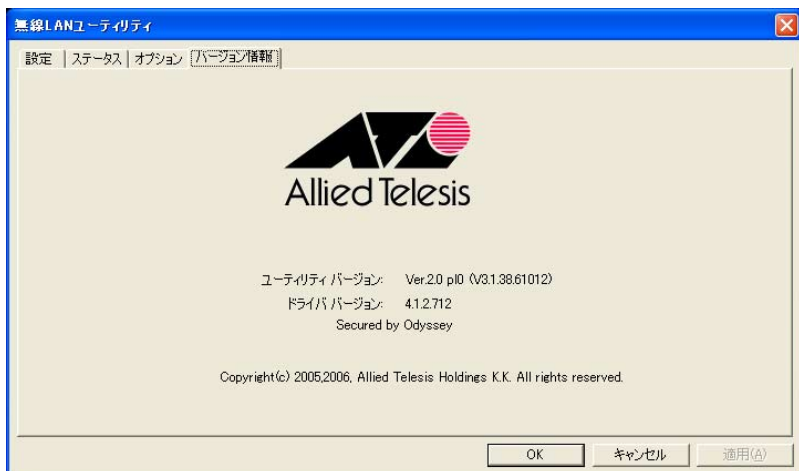 無線LANユーティリティ
設定 ステータス オプション バージョン情報
Allied Telesis
ユーティリティ バージョン: Ver.2.0 pl0 (V3.1.38.61012)
ドライバ バージョン: 4.1.2.712
Secured by Odyssey
Copyright(c) 2005,2006, Allied Telesis Holdings K.K. All rights reserved.
OK キャンセル 適用(A)